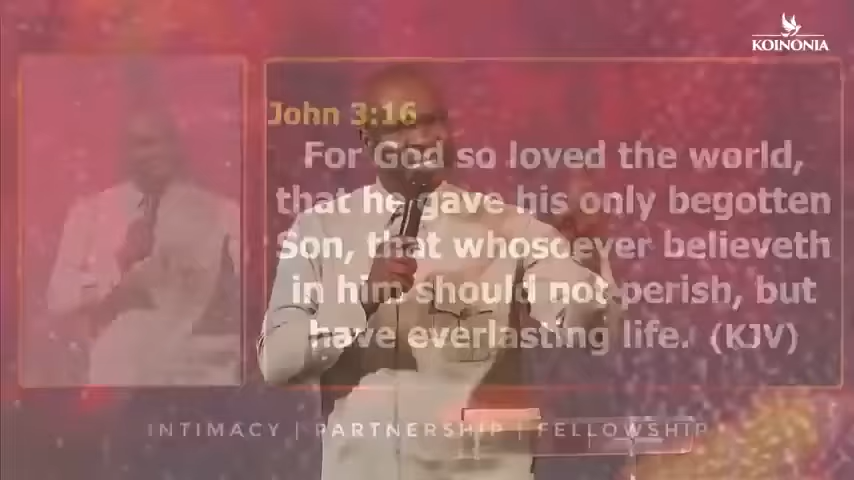 KOINONIA
John 3:16
For God so loved the world,
that he gave his only begotten
Son, that whosoever believeth
in him should not perish, but
have everlasting life. (KJV)
INTIMACY | PARTNERSHIP | FELLOWSHIP